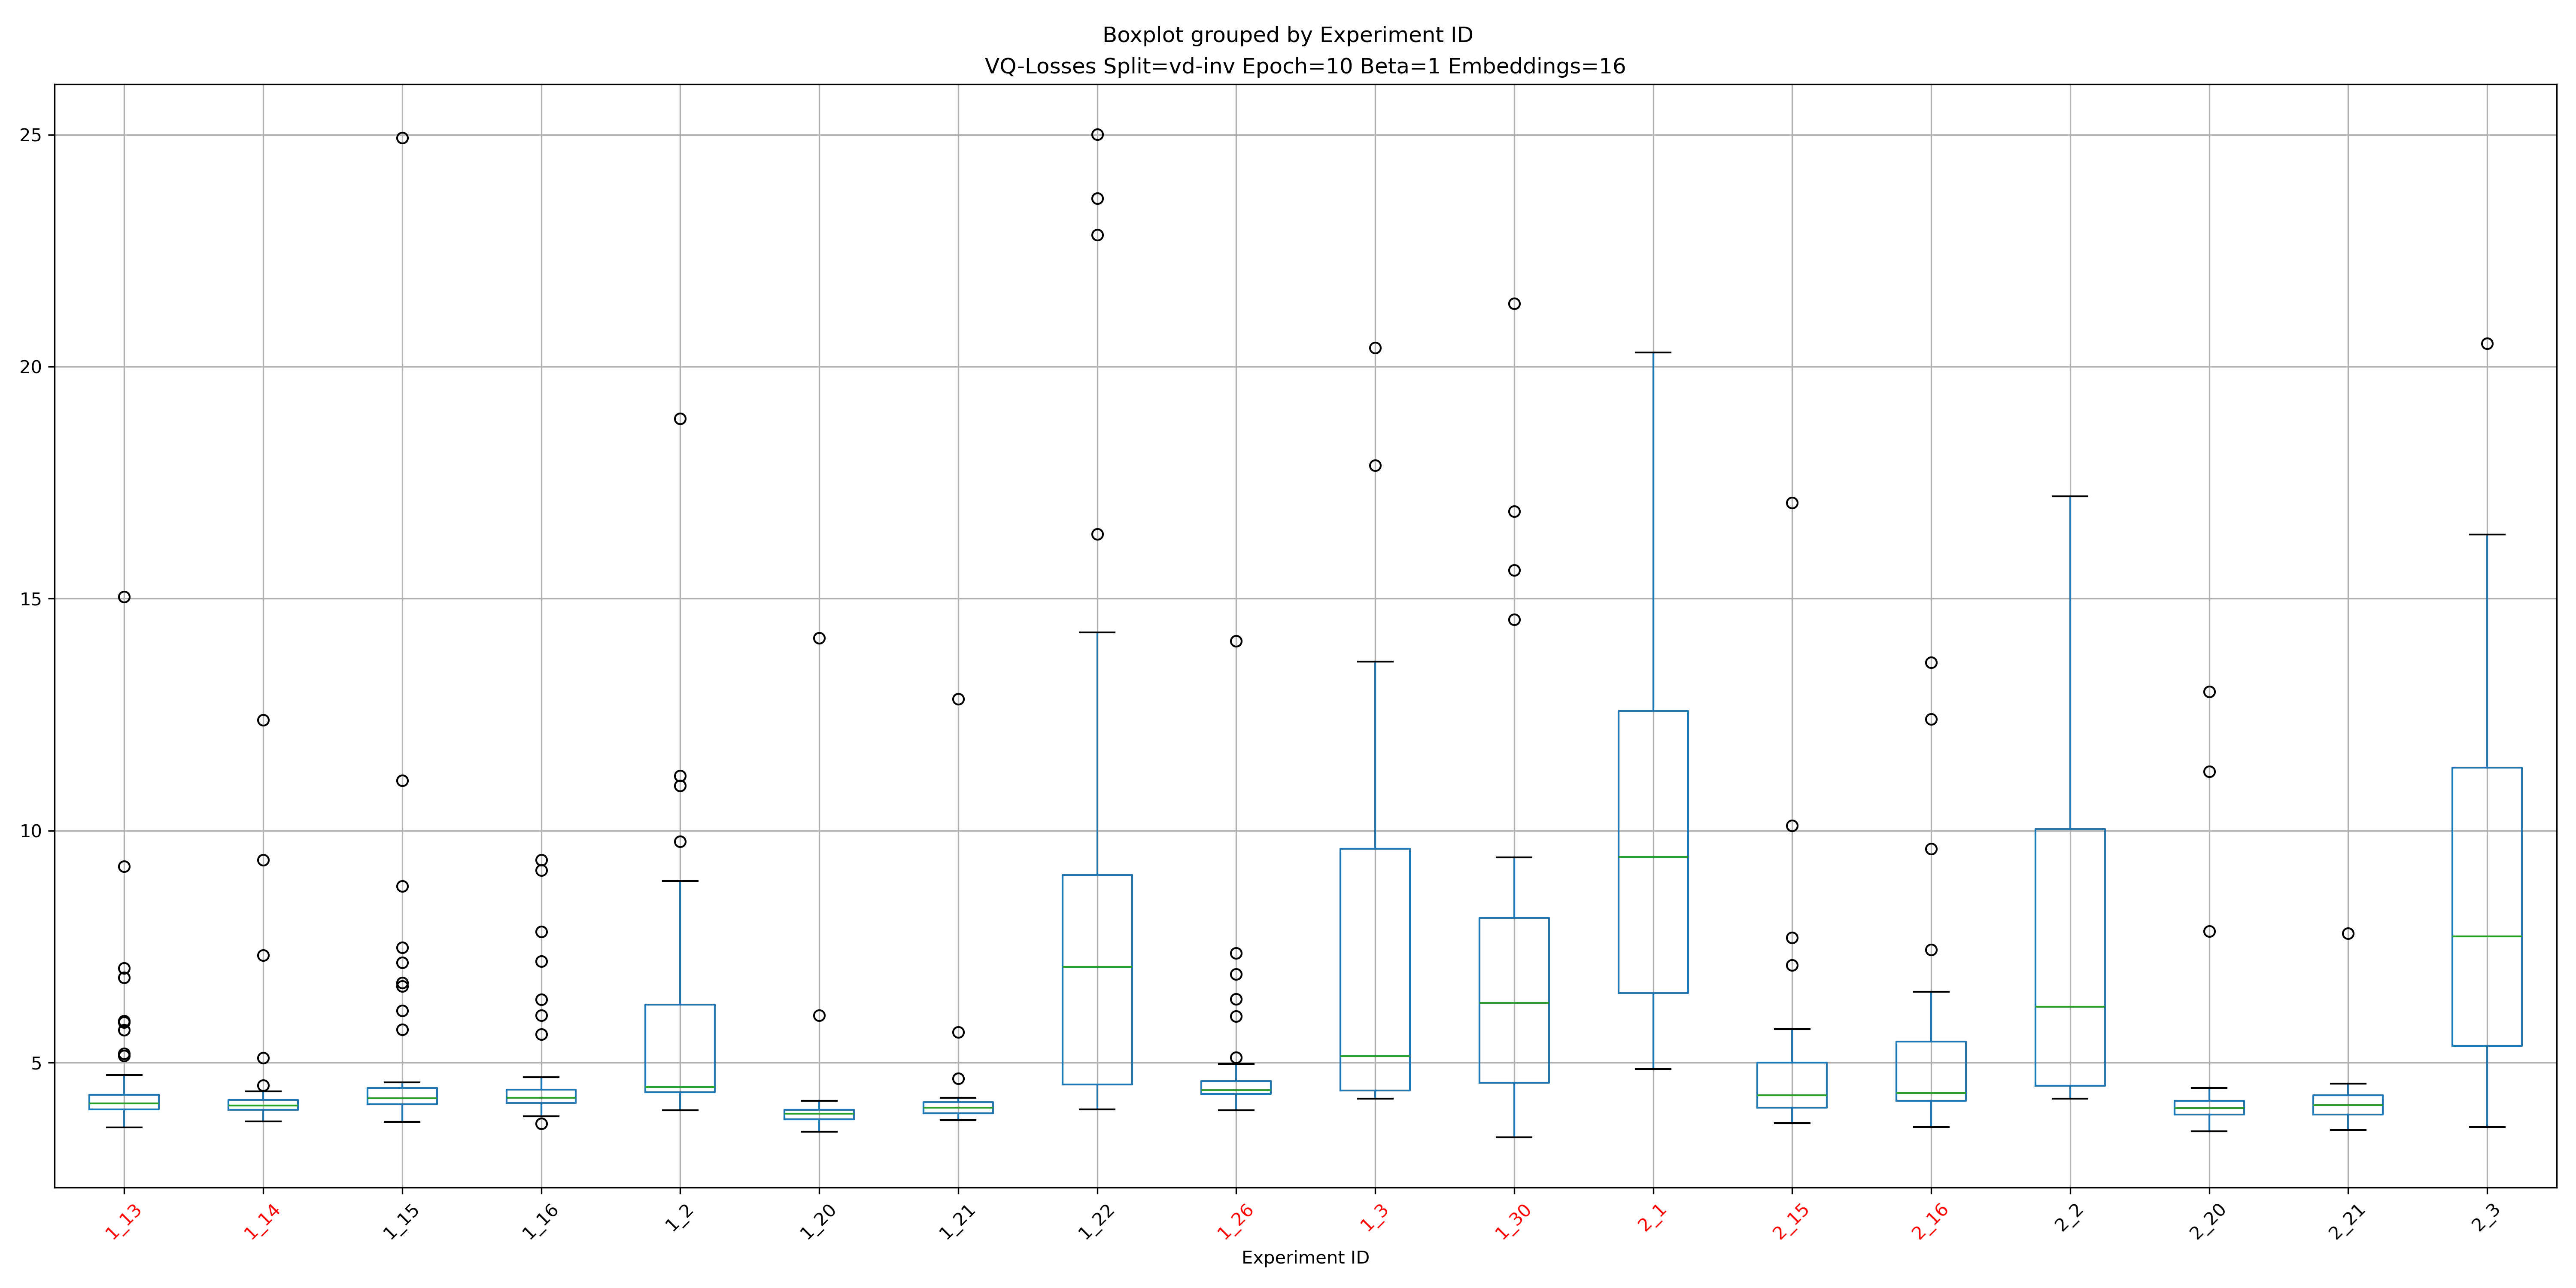 Boxplot grouped by Experiment ID
VQ-Losses Split=vd-inv Epoch=10 Beta=1 Embeddings=16
25
20
15
10
5
1_13 1_14 1_15 1_16 1_2 1_20 1_21 1_22 1_26 1_3 1_30 2_1 2_15 2_16 2_2 2_20 2_21 2_3
Experiment ID